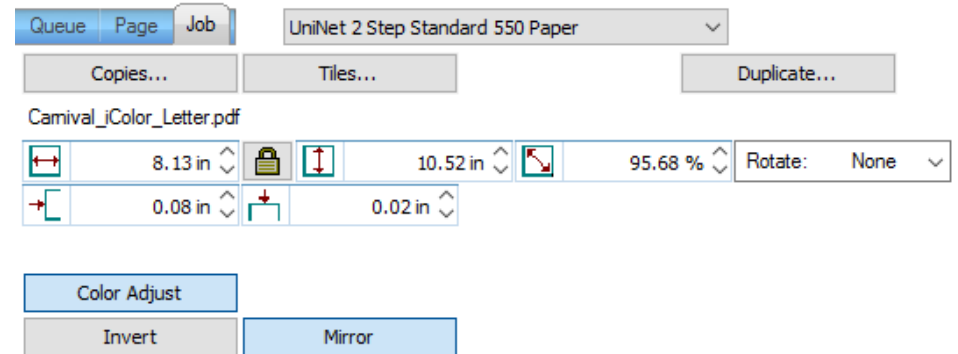 Queue Page Job UniNet 2 Step Standard 550 Paper
Copies... Tiles... Duplicate...
Carnival_iColor_Letter.pdf
8.13 in 10.52 in 95.68 % Rotate: None
0.08 in 0.02 in
Color Adjust
Invert Mirror